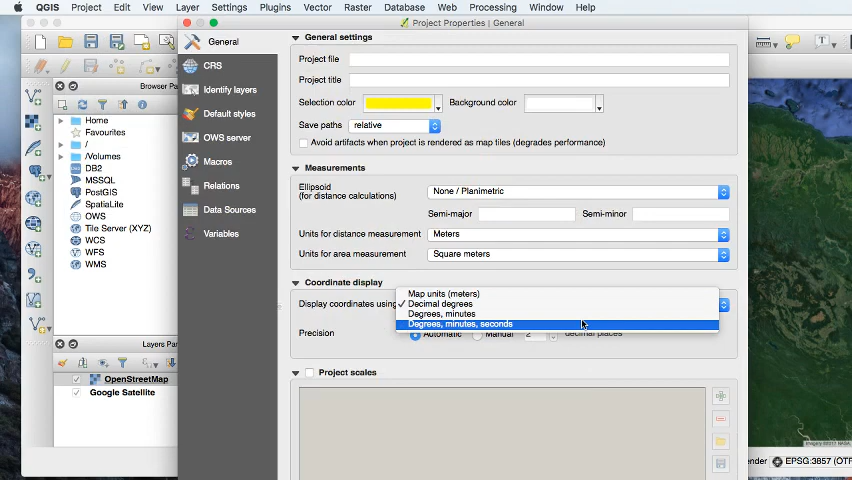 QGIS Project Edit View Layer Settings Plugins Vector Raster Database Web Processing Window Help
Project Properties | General
General
CRS
Identify layers
Default styles
OWS server
Macros
Relations
Data Sources
Variables
General settings
Project file
Project title
Selection color Background color
Save paths relative
Avoid artifacts when project is rendered as map tiles (degrades performance)
Measurements
Ellipsoid
(for distance calculations) None / Planimetric
Semi-major Semi-minor
Units for distance measurement Meters
Units for area measurement Square meters
Coordinate display
Display coordinates using
Map units (meters)
✓ Decimal degrees
Degrees, minutes
Degrees, minutes, seconds
Precision Automatic Manual 2 decimal places
Project scales
Browser Pa
Home
Favourites
/
/Volumes
DB2
MSSQL
PostGIS
SpatiaLite
OWS
Tile Server (XYZ)
WCS
WFS
WMS
Layers Pa
OpenStreetMap
Google Satellite
ender EPSG:3857 (OTF